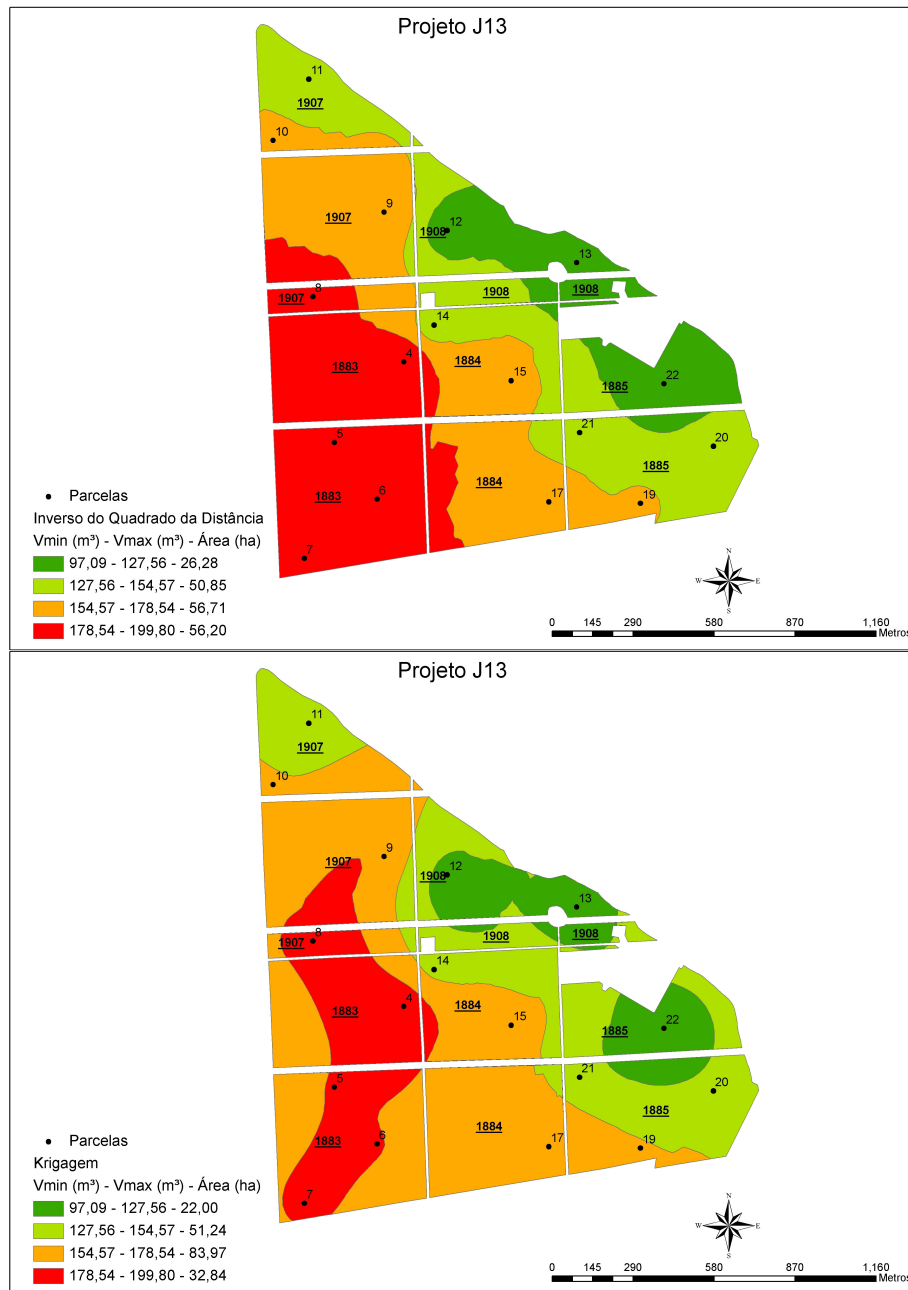 Projeto J13
11
1907
10
9
1907
12
1908
13
8
1907
1908
1908
14
4
1883
1884
15
22
1885
5
21
20
1885
6
1883
1884
17
19
7
Parcelas
Inverso do Quadrado da Distância
Vmin (m³) - Vmax (m³) - Área (ha)
97,09 - 127,56 - 26,28
127,56 - 154,57 - 50,85
154,57 - 178,54 - 56,71
178,54 - 199,80 - 56,20
N
W E
S
0 145 290 580 870 1,160
Metros
Projeto J13
11
1907
10
9
1907
12
1908
13
8
1907
1908
1908
14
4
1883
1884
15
22
1885
5
21
20
1885
6
1883
1884
17
19
7
Parcelas
Krigagem
Vmin (m³) - Vmax (m³) - Área (ha)
97,09 - 127,56 - 22,00
127,56 - 154,57 - 51,24
154,57 - 178,54 - 83,97
178,54 - 199,80 - 32,84
N
W E
S
0 145 290 580 870 1,160
Metros